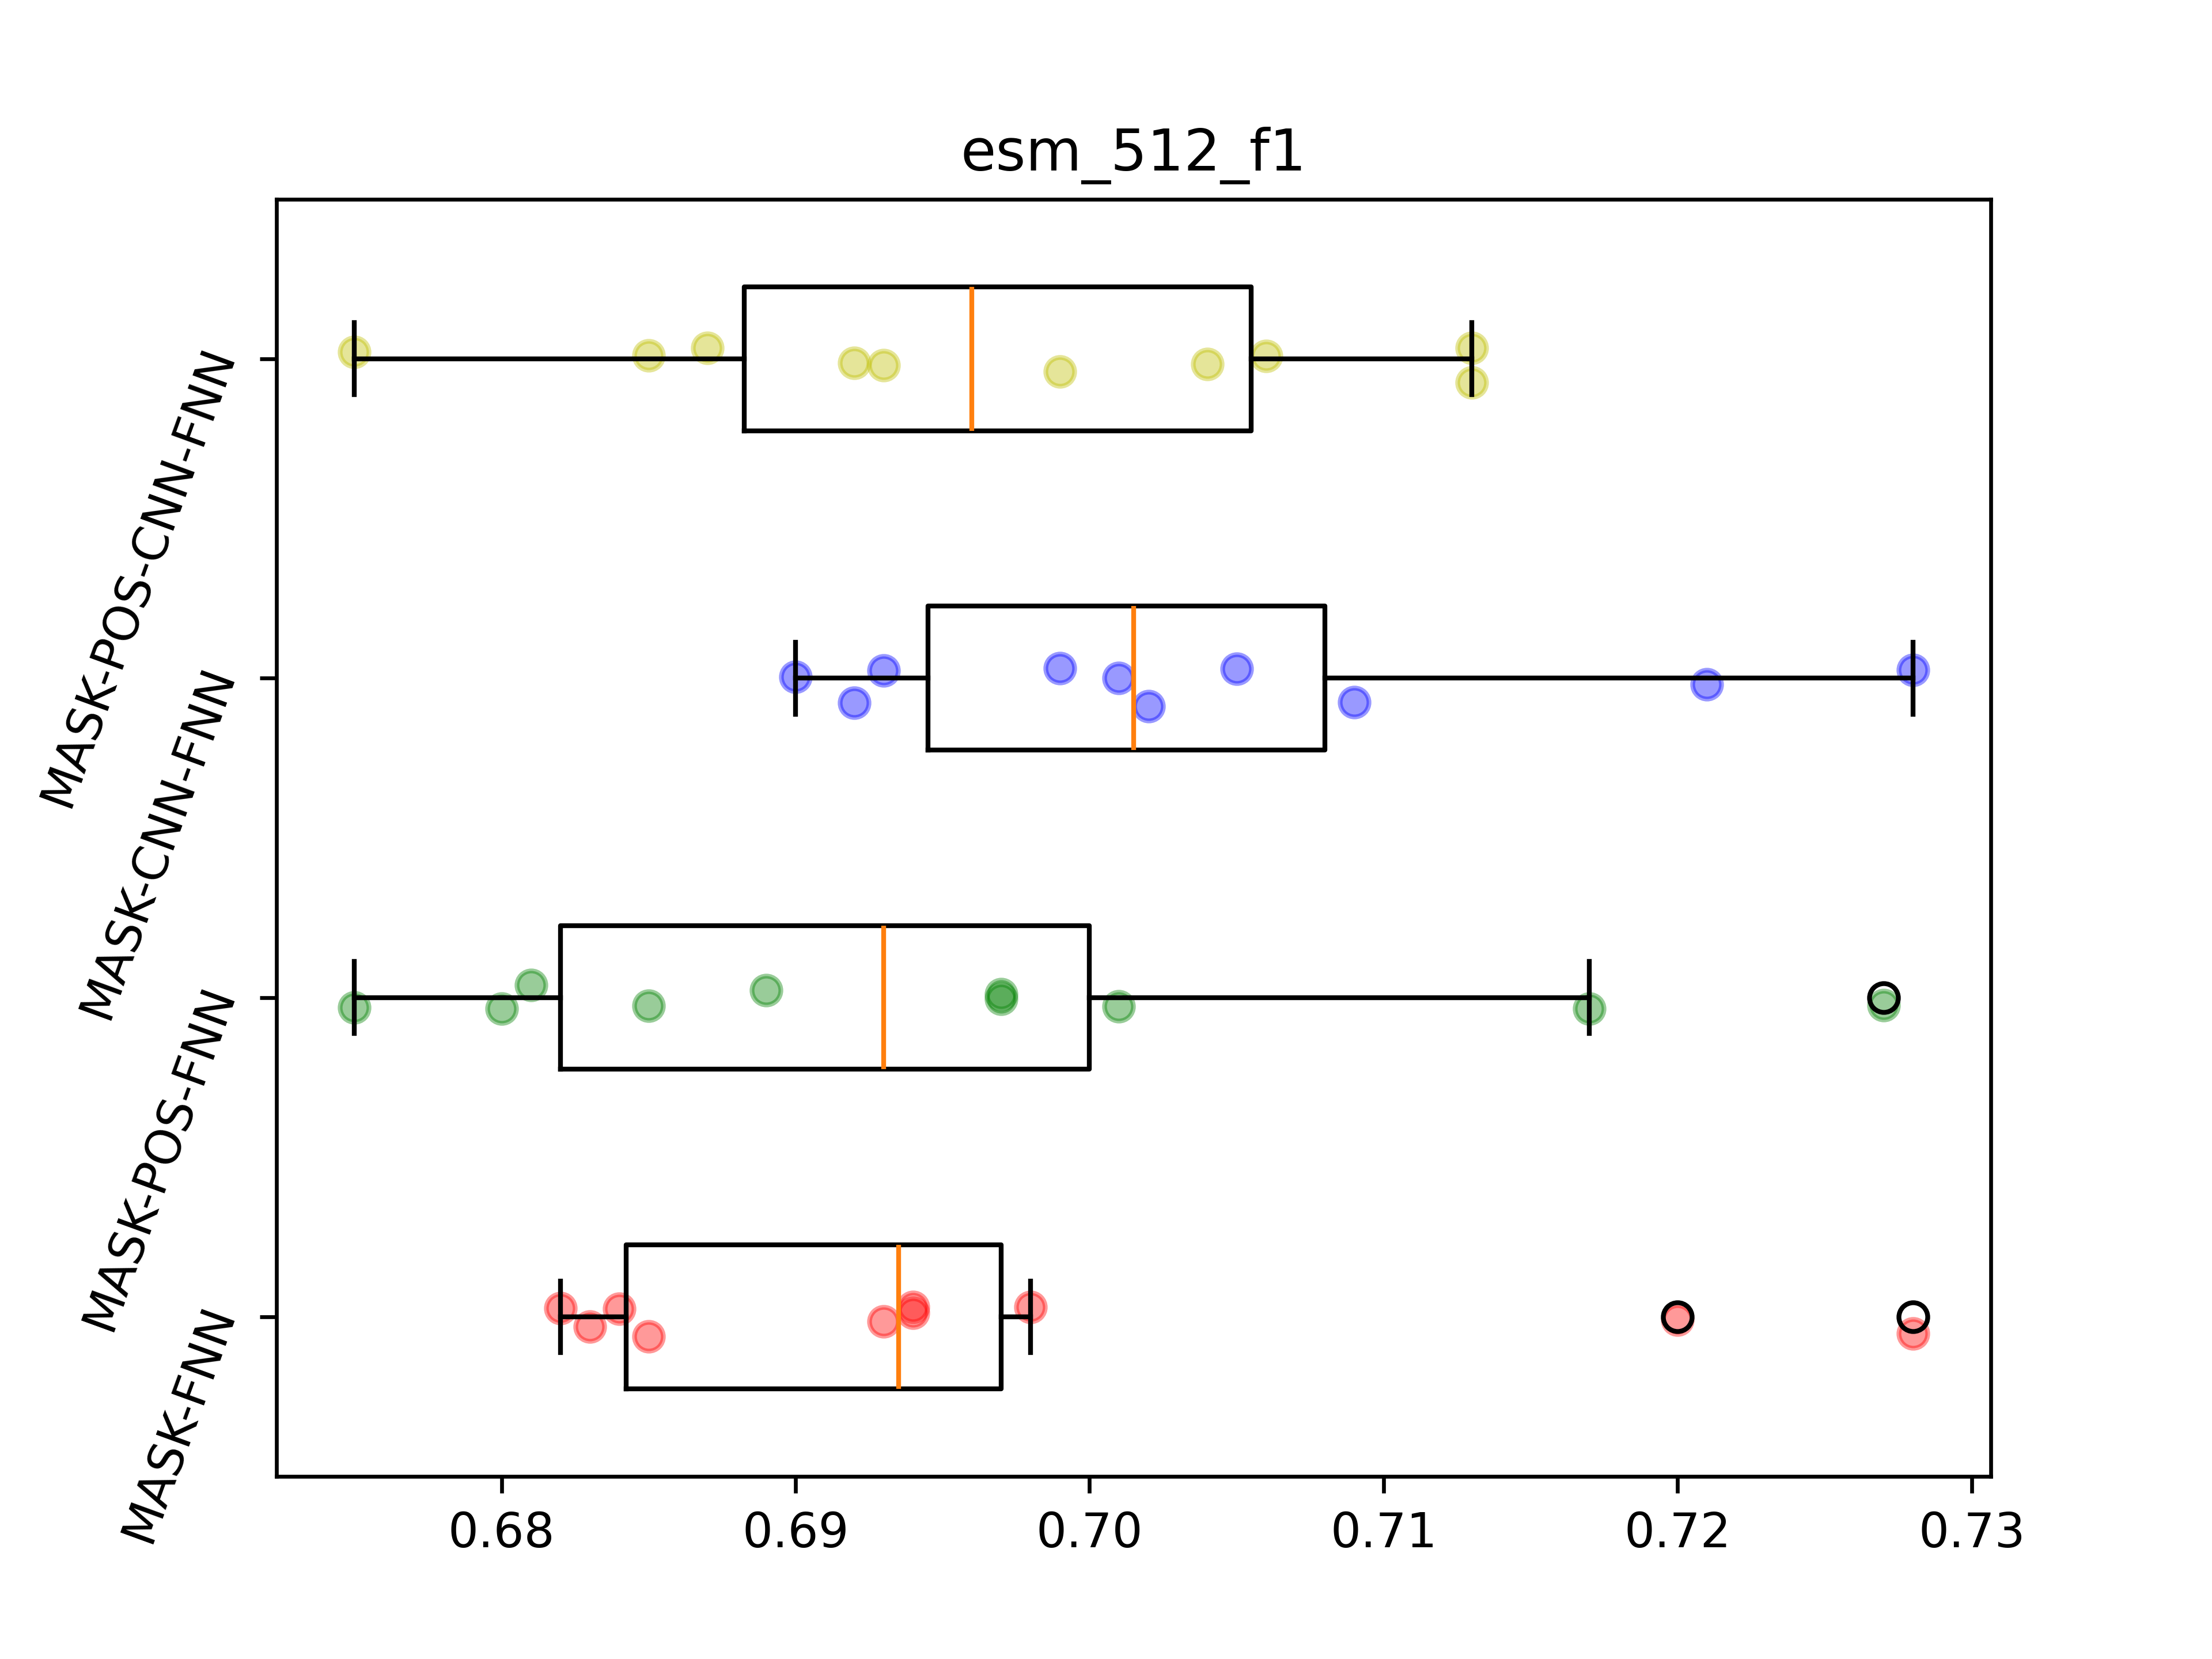 esm_512_f1
MASK-POS-CNN-FNN
MASK-CNN-FNN
MASK-POS-FNN
MASK-FNN
0.68 0.69 0.70 0.71 0.72 0.73